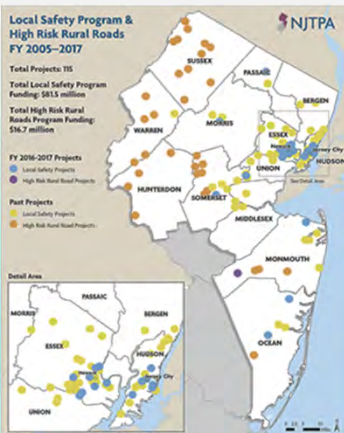 Local Safety Program &
High Risk Rural Roads
FY 2005–2017
NJTPA
Total Projects: 115
Total Local Safety Program
Funding: $81.5 million
Total High Risk Rural
Roads Program Funding:
$16.7 million
FY 2016-2017 Projects
Local Safety Projects
High Risk Rural Road Projects
Past Projects
Local Safety Projects
High Risk Rural Road Projects
SUSSEX
PASSAIC
BERGEN
WARREN
MORRIS
ESSEX
Newark
Jersey City
HUDSON
UNION
See Detail Area
HUNTERDON
SOMERSET
MIDDLESEX
MONMOUTH
OCEAN
Detail Area
PASSAIC
MORRIS
BERGEN
ESSEX
HUDSON
Newark
Jersey City
UNION